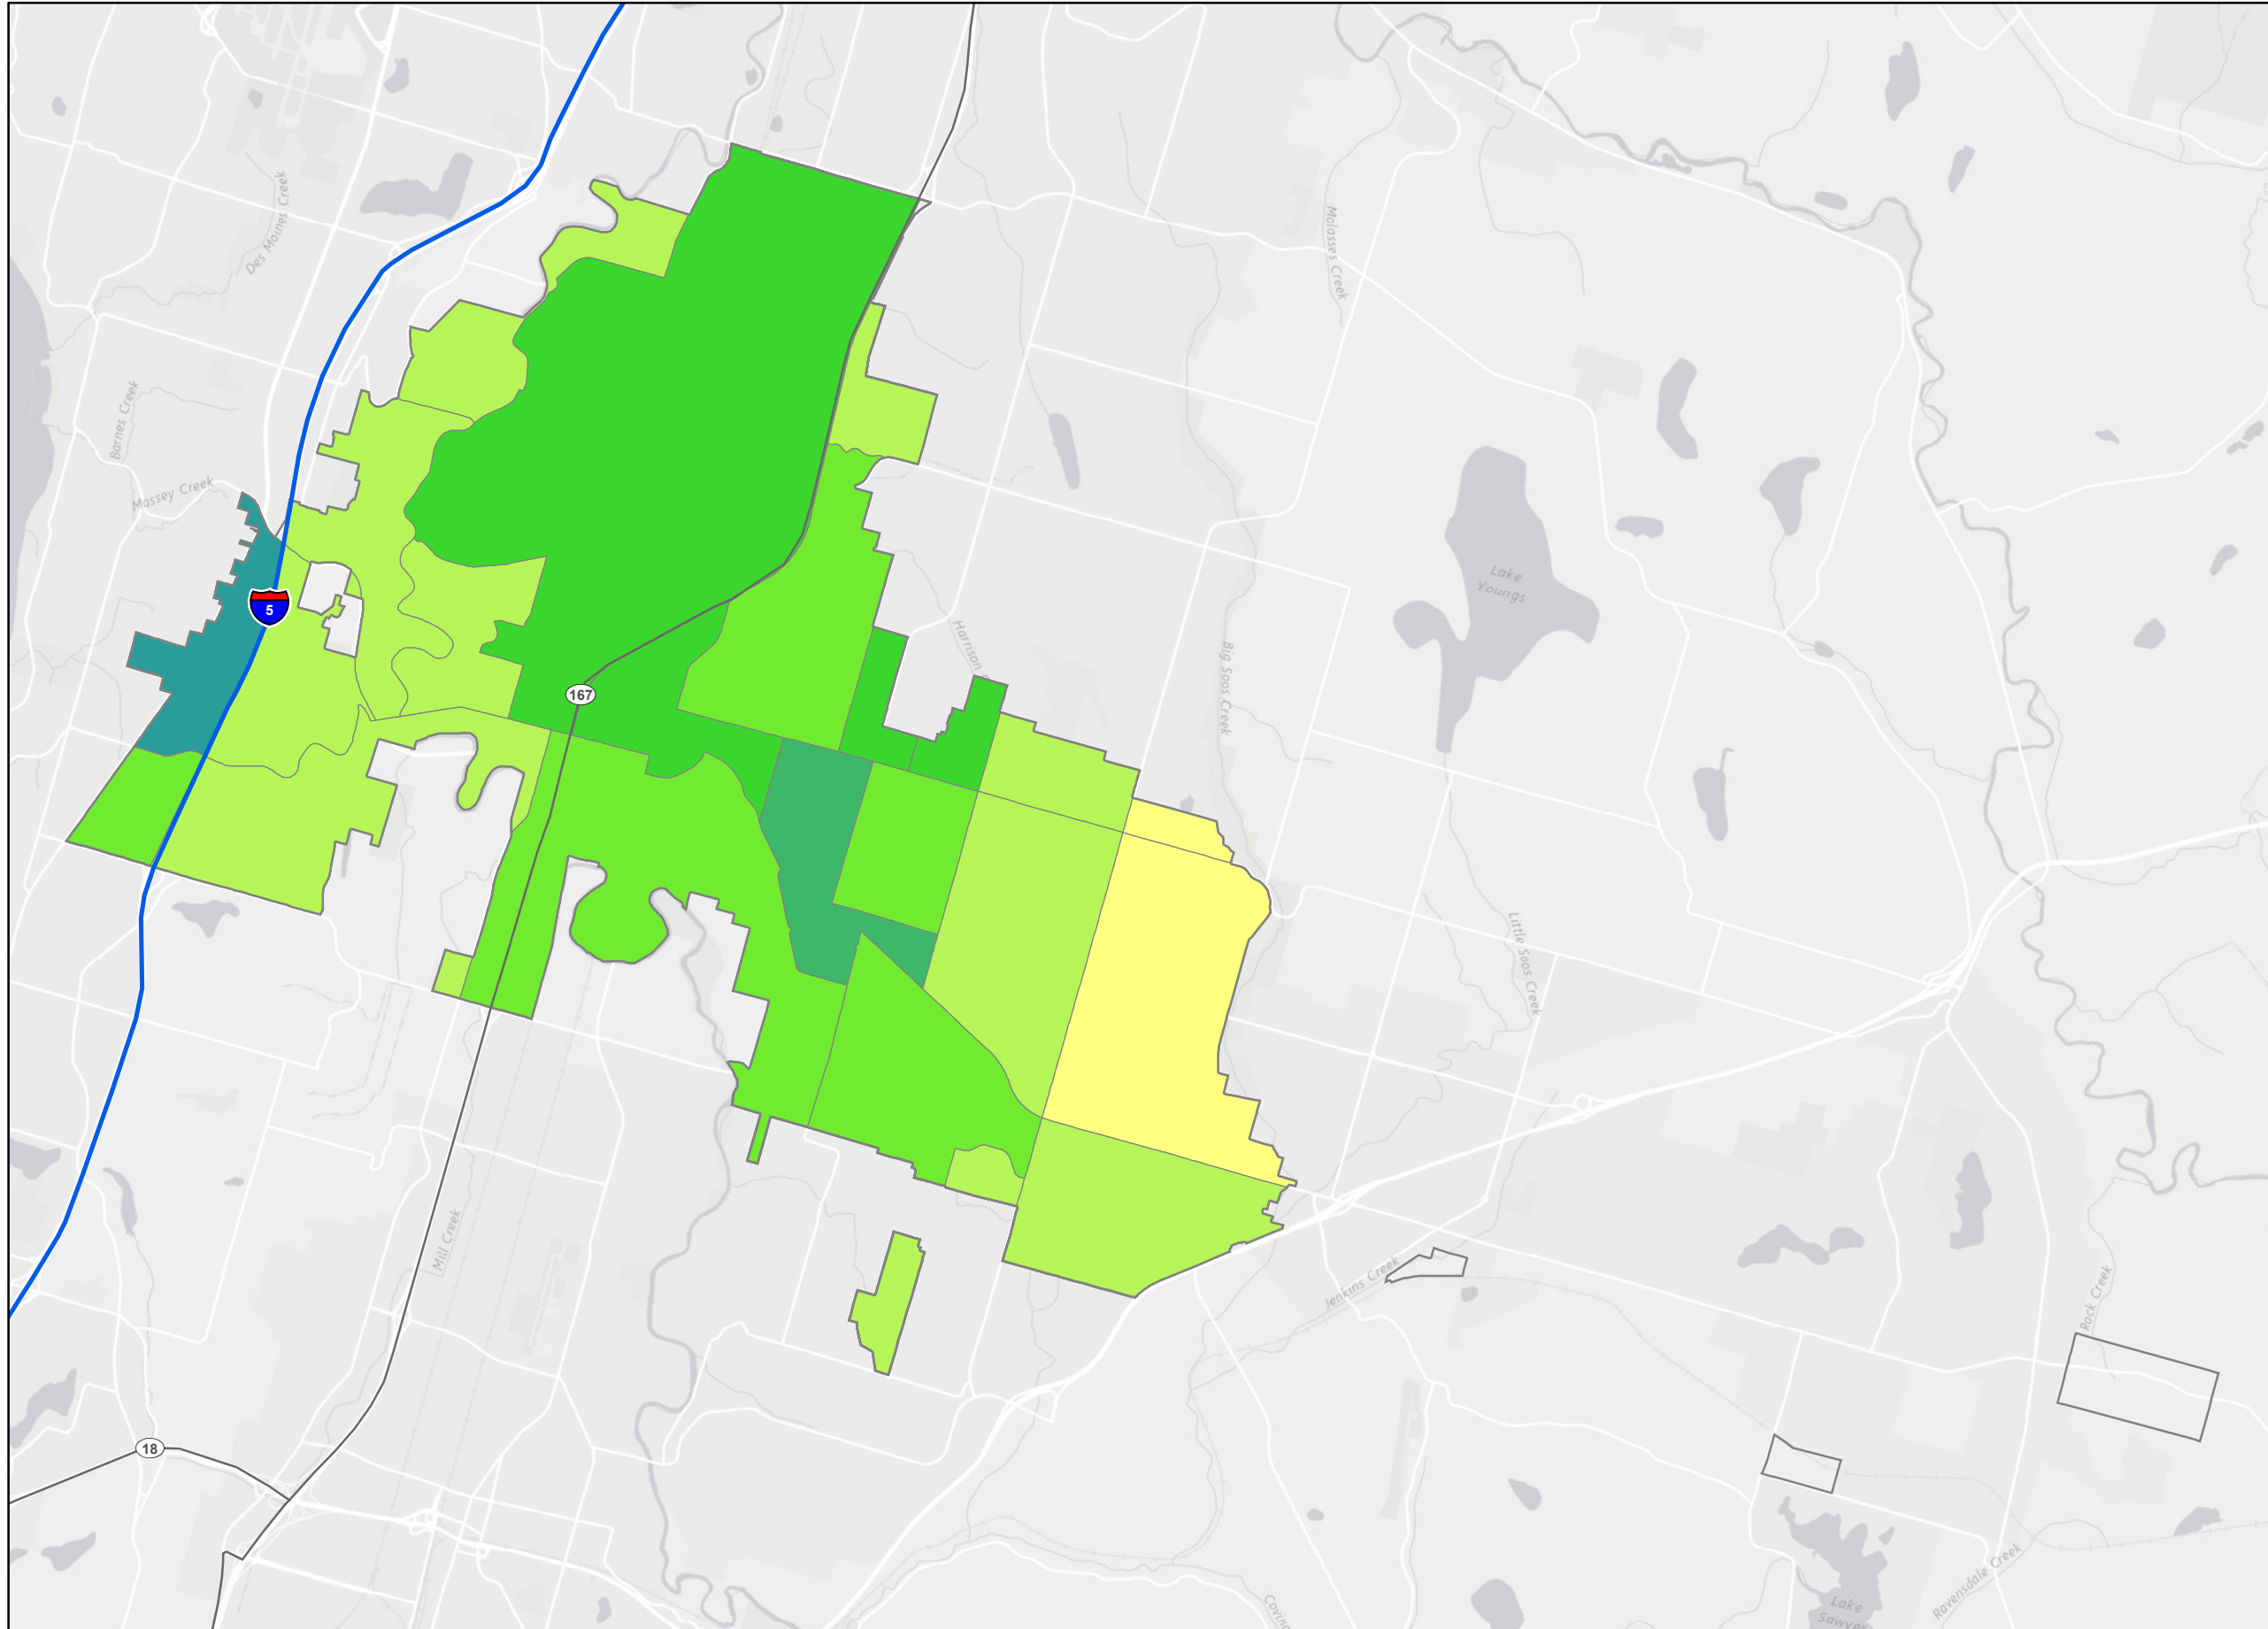 Des Moines Creek
Molasses Creek
Barnes Creek
Massey Creek
5
Lake
Youngs
Harrison
Big Soos Creek
167
Little Soos Creek
Mill Creek
Jenkins Creek
Rock Creek
18
Ravensdale Creek
Lake
Sawyer